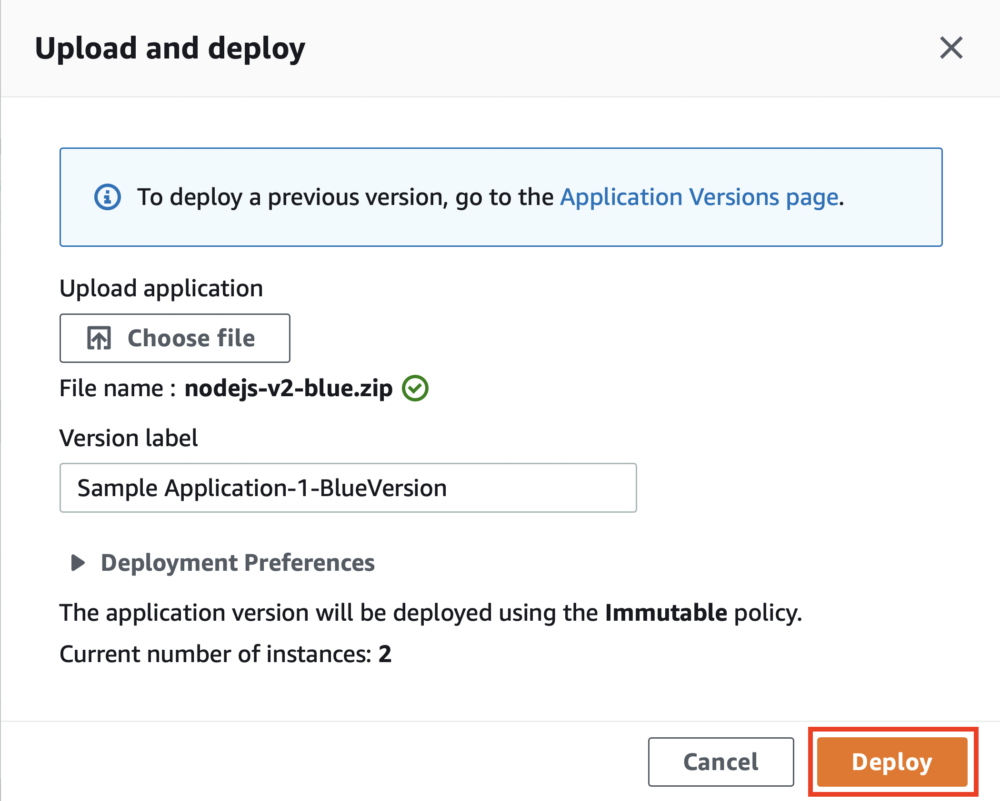 Upload and deploy
To deploy a previous version, go to the Application Versions page.
Upload application
Choose file
File name : nodejs-v2-blue.zip
Version label
Sample Application-1-BlueVersion
Deployment Preferences
The application version will be deployed using the Immutable policy.
Current number of instances: 2
Cancel
Deploy